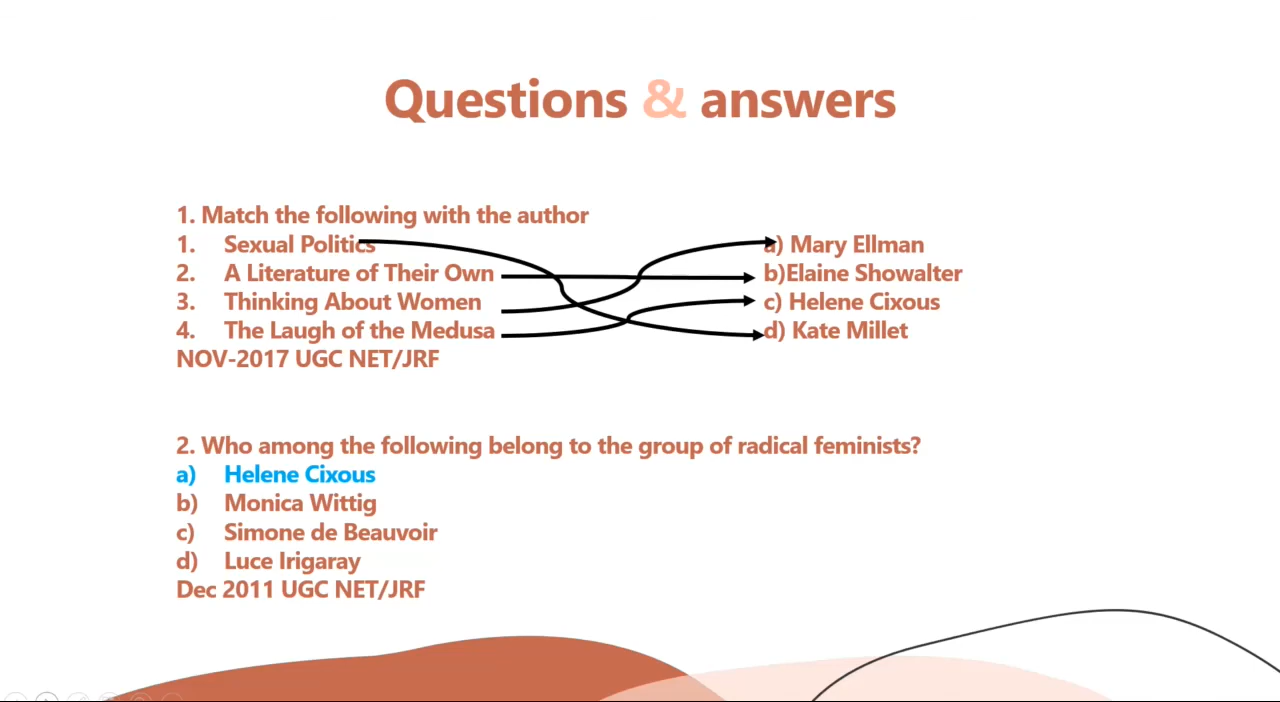 Questions & answers
1. Match the following with the author
1. Sexual Politics a) Mary Ellman
2. A Literature of Their Own b)Elaine Showalter
3. Thinking About Women c) Helene Cixous
4. The Laugh of the Medusa d) Kate Millet
NOV-2017 UGC NET/JRF
2. Who among the following belong to the group of radical feminists?
a) Helene Cixous
b) Monica Wittig
c) Simone de Beauvoir
d) Luce Irigaray
Dec 2011 UGC NET/JRF